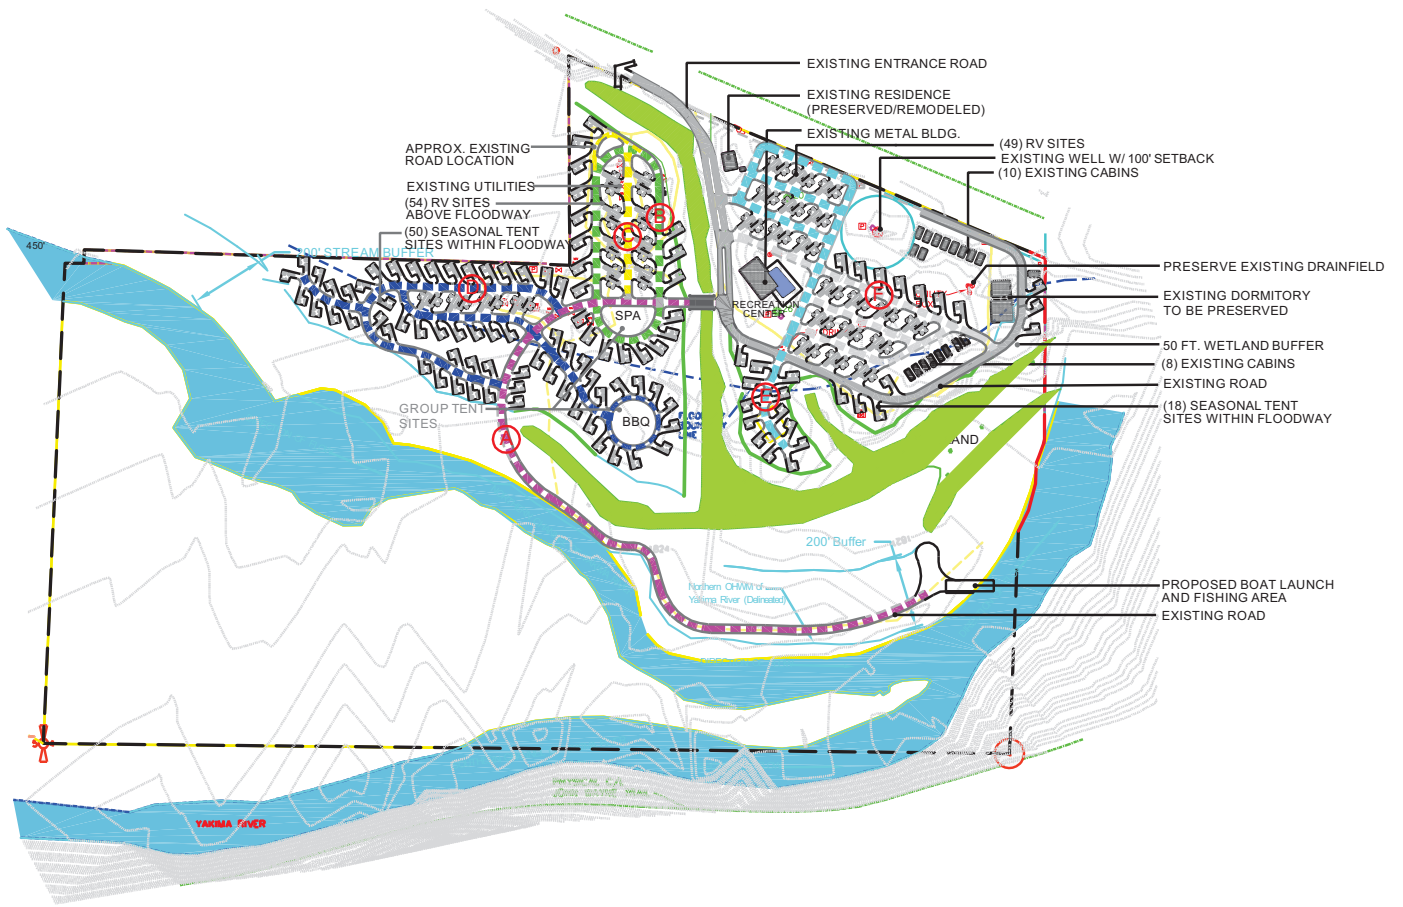 EXISTING ENTRANCE ROAD
EXISTING RESIDENCE
(PRESERVED/REMODELED)
EXISTING METAL BLDG.
(49) RV SITES
EXISTING WELL W/ 100' SETBACK
(10) EXISTING CABINS
APPROX. EXISTING
ROAD LOCATION
EXISTING UTILITIES
(54) RV SITES
ABOVE FLOODWAY
(50) SEASONAL TENT
SITES WITHIN FLOODWAY
STREAM BUFFER
450'
PRESERVE EXISTING DRAINFIELD
EXISTING DORMITORY
TO BE PRESERVED
50 FT. WETLAND BUFFER
(8) EXISTING CABINS
EXISTING ROAD
(18) SEASONAL TENT
SITES WITHIN FLOODWAY
B
D
F
A
SPA
RECREATION
CENTER
GROUP TENT
SITES
BBQ
AND
200' Buffer
Northern OHWM of
Yakima River (Delineated)
PROPOSED BOAT LAUNCH
AND FISHING AREA
EXISTING ROAD
PHYSICAL C/L
JOHN WAYNE TRAIL
YAKIMA RIVER